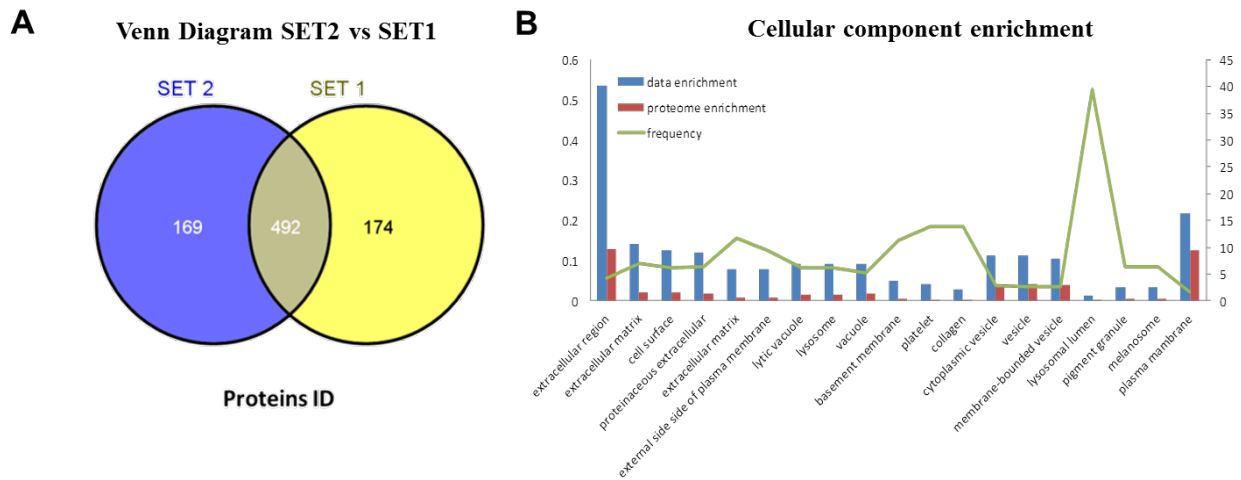 A
Venn Diagram SET2 vs SET1
SET 2
SET 1
169
492
174
Proteins ID
B
Cellular component enrichment
0.6
0.5
0.4
0.3
0.2
0.1
0
data enrichment
proteome enrichment
frequency
45
40
35
30
25
20
15
10
5
0
extracellular region
extracellular matrix
cell surface
proteinaceous extracellular
extracellular matrix
external side side of plasma membrane
lytic vacuole
lysosome
vacuole
basement membrane
platelet
collagen
cytoplasmic vesicle
vesicle
membrane-bounded vesicle
lysosomal lumen
pigment granule
melanosome
plasma mambrane